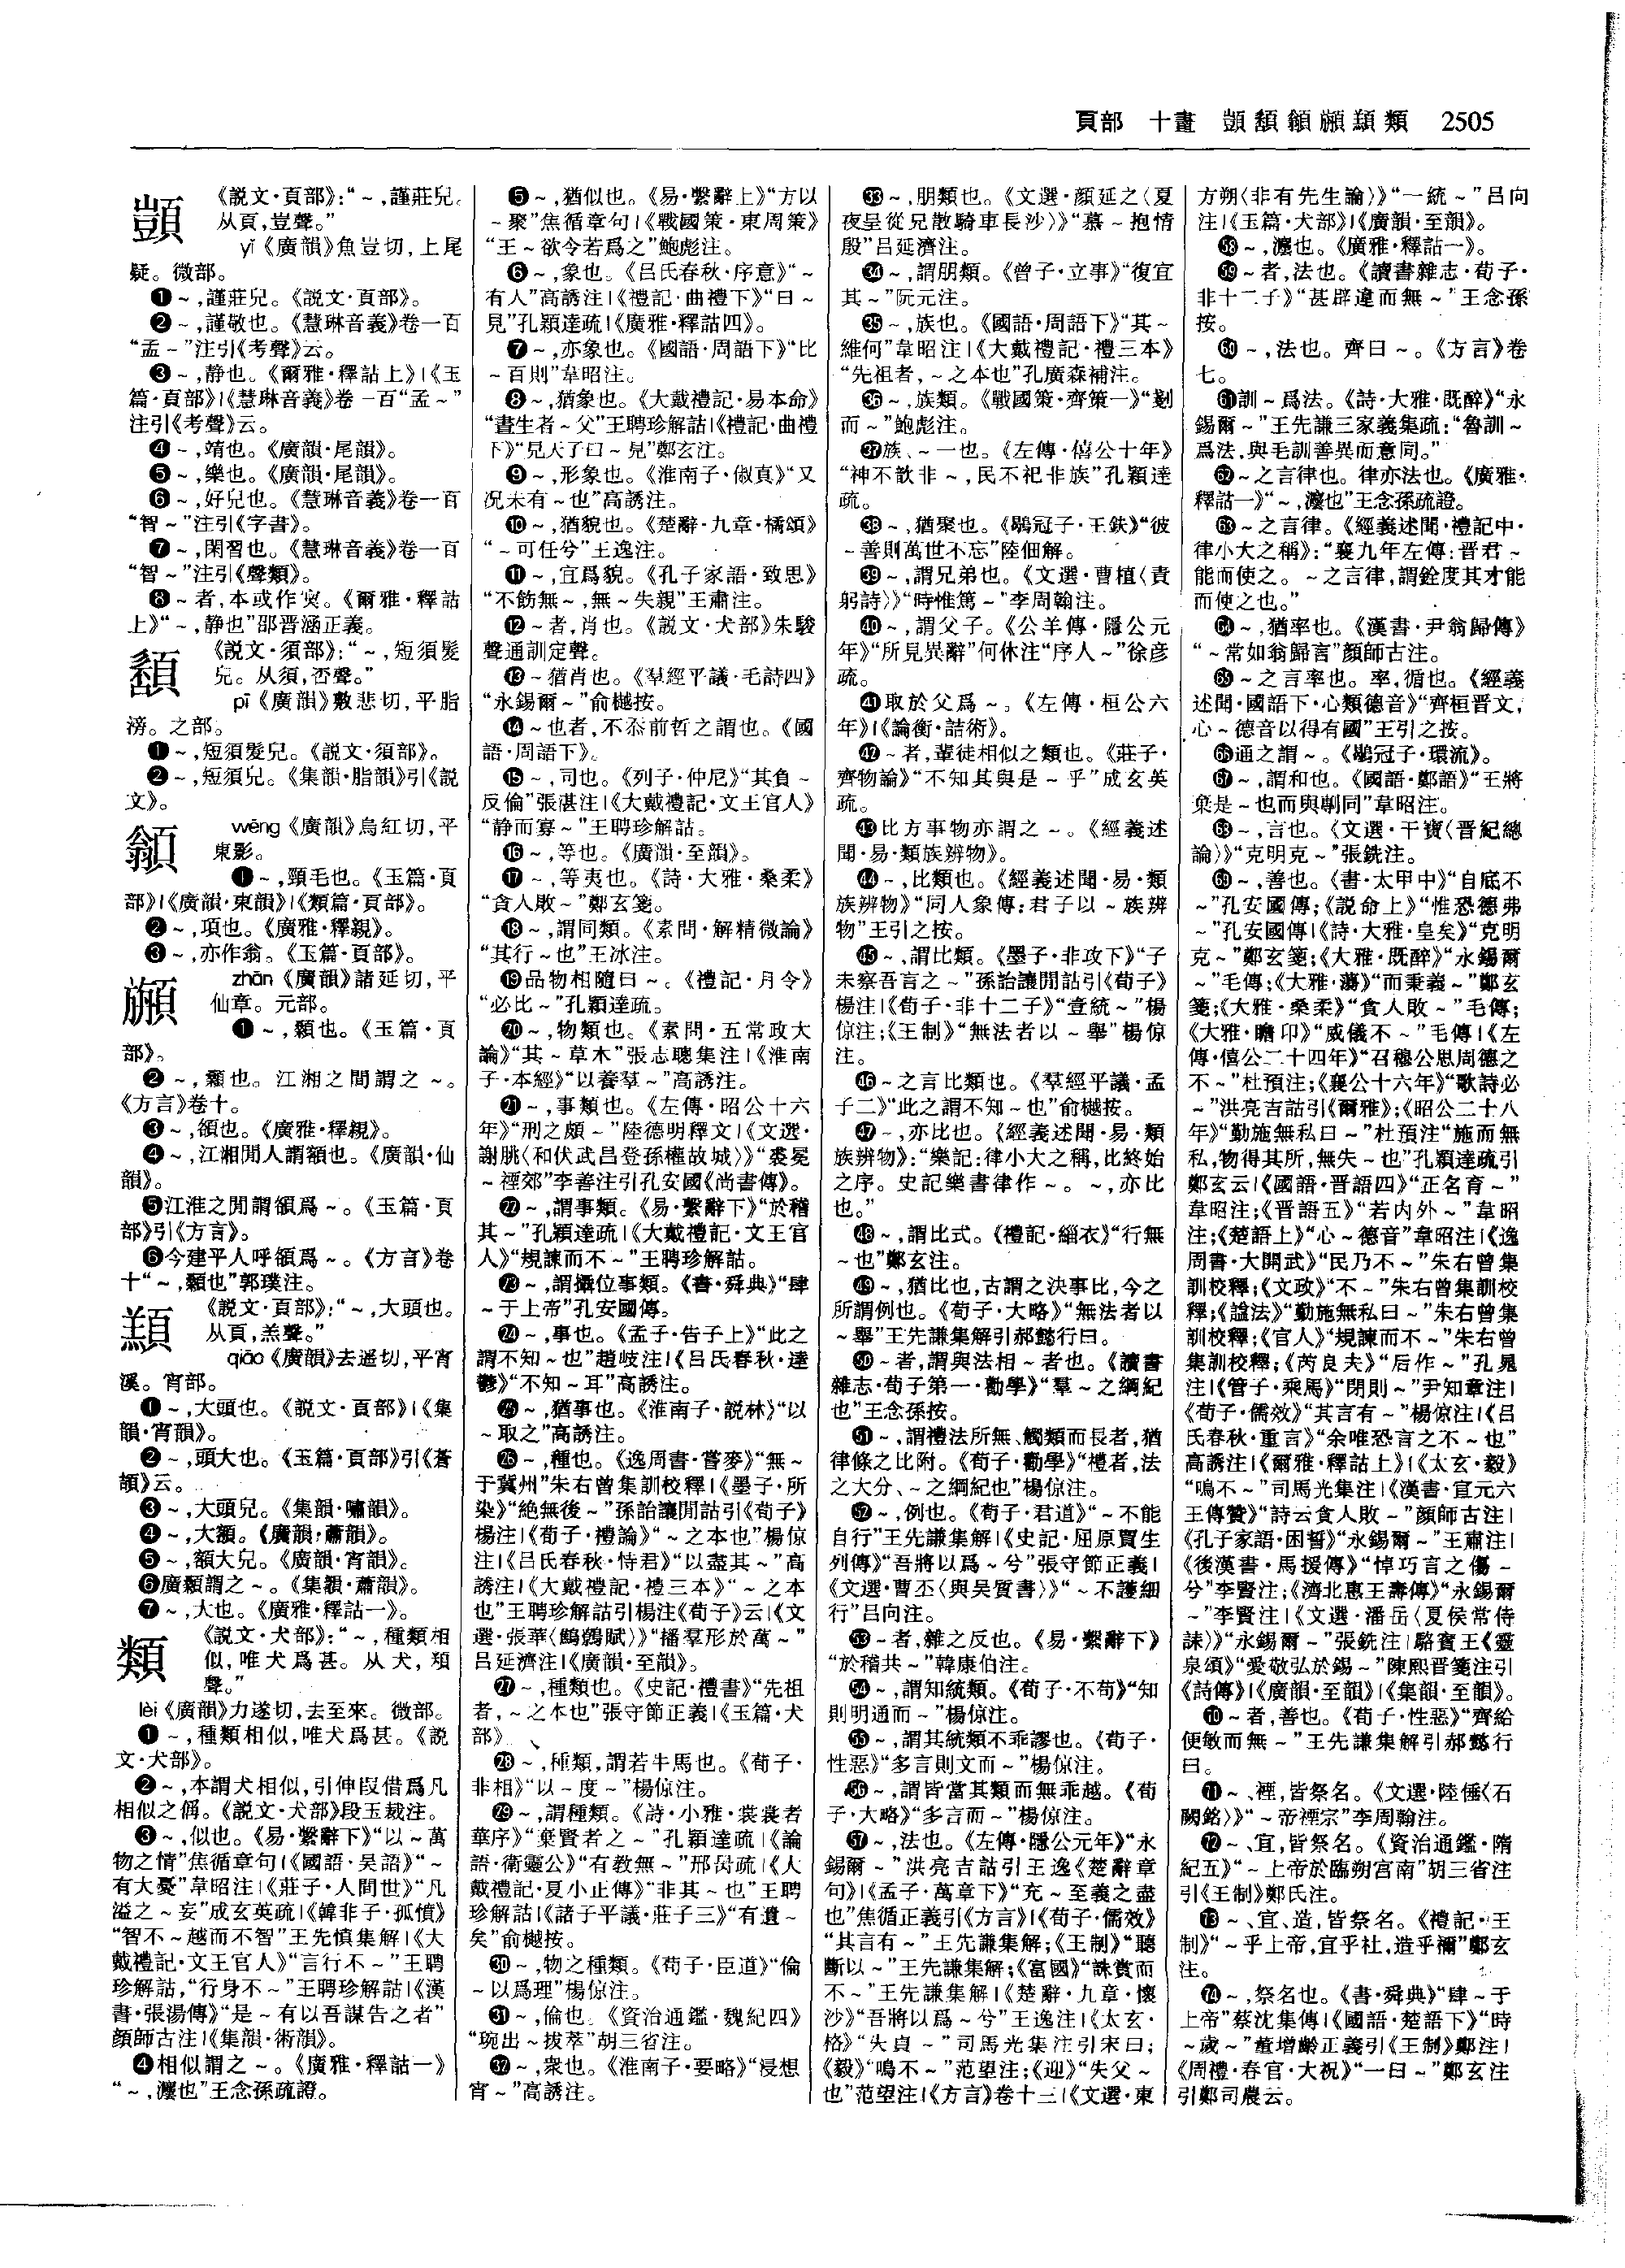 頁部　十畫　顗頿顩䫴顤類　2505
顗
《説文·頁部》:“～,謹莊皃。
从頁,豈聲。”
yǐ《廣韻》魚豈切,上尾
疑。微部。
❶～,謹莊皃。《説文·頁部》。
❷～,謹敬也。《慧琳音義》卷一百
“孟～”注引《考聲》云。
❸～,静也。《爾雅·釋詁上》|《玉
篇·頁部》|《慧琳音義》卷一百“孟～”
注引《考聲》云。
❹～,靖也。《廣韻·尾韻》。
❺～,樂也。《廣韻·尾韻》。
❻～,好皃也。《慧琳音義》卷一百
“智～”注引《字書》。
❼～,閑習也。《慧琳音義》卷一百
“智～”注引《聲類》。
❽～者,本或作㝔。《爾雅·釋詁
上》“～,静也”邵晋涵正義。
《説文·須部》:“～,短須髮
皃。从須,否聲。”
pī《廣韻》敷悲切,平脂
滂。之部。
❶～,短須髮皃。《説文·須部》。
❷～,短須皃。《集韻·脂韻》引《説
文》。
wēng《廣韻》烏紅切,平
東影。
❶～,頸毛也。《玉篇·頁
部》|《廣韻·東韻》|《類篇·頁部》。
❷～,項也。《廣雅·釋親》。
❸～,亦作翁。《玉篇·頁部》。
zhān《廣韻》諸延切,平
仙章。元部。
❶～,頯也。《玉篇·頁
部》。
❷～,頯也。江湘之間謂之～。
《方言》卷十。
❸～,頟也。《廣雅·釋親》。
❹～,江湘間人謂額也。《廣韻·仙
韻》。
❺江淮之間謂頟爲～。《玉篇·頁
部》引《方言》。
❻今建平人呼頟爲～。《方言》卷
十“～,頯也”郭璞注。
《説文·頁部》:“～,大頭也。
从頁,羔聲。”
qiāo《廣韻》去遥切,平宵
溪。宵部。
❶～,大頭也。《説文·頁部》|《集
韻·宵韻》。
❷～,頭大也。《玉篇·頁部》引《蒼
頡》云。
❸～,大頭皃。《集韻·嘯韻》。
❹～,大額。《廣韻·蕭韻》。
❺～,額大皃。《廣韻·宵韻》。
❻廣顙謂之～。《集韻·蕭韻》。
❼～,大也。《廣雅·釋詁一》。
類
《説文·犬部》:“～,種類相
似,唯犬爲甚。从犬,頪
聲。”
lèi《廣韻》力遂切,去至來。微部。
❶～,種類相似,唯犬爲甚。《説
文·犬部》。
❷～,本謂犬相似,引伸叚借爲凡
相似之偁。《説文·犬部》段玉裁注。
❸～,似也。《易·繫辭下》“以～萬
物之情”焦循章句|《國語·吴語》“～
有大憂”韋昭注|《莊子·人間世》“凡
溢之～妄”成玄英疏|《韓非子·孤憤》
“智不～越而不智”王先慎集解|《大
戴禮記·文王官人》“言行不～”王聘
珍解詁,“行身不～”王聘珍解詁|《漢
書·張湯傳》“是～有以吾謀告之者”
顔師古注|《集韻·術韻》。
❹相似謂之～。《廣雅·釋詁一》
“～,灋也”王念孫疏證。
❺～,猶似也。《易·繫辭上》“方以
～聚”焦循章句|《戰國策·東周策》
“王～欲令若爲之”鮑彪注。
❻～,象也。《吕氏春秋·序意》“～
有人”高誘注|《禮記·曲禮下》“曰～
見”孔穎達疏|《廣雅·釋詁四》。
❼～,亦象也。《國語·周語下》“比
～百則”韋昭注。
❽～,猶象也。《大戴禮記·易本命》
“晝生者～父”王聘珍解詁|《禮記·曲禮
下》“見天子曰～見”鄭玄注。
❾～,形象也。《淮南子·俶真》“又
况未有～也”高誘注。
❿～,猶貌也。《楚辭·九章·橘頌》
“～可任兮”王逸注。
⓫～,宜爲貌。《孔子家語·致思》
“不飭無～,無～失親”王肅注。
⓬～者,肖也。《説文·犬部》朱駿
聲通訓定聲。
⓭～猶肖也。《羣經平議·毛詩四》
“永錫爾～”俞樾按。
⓮～也者,不忝前哲之謂也。《國
語·周語下》。
⓯～,同也。《列子·仲尼》“其負～
反倫”張湛注|《大戴禮記·文王官人》
“静而寡～”王聘珍解詁。
⓰～,等也。《廣韻·至韻》。
⓱～,等夷也。《詩·大雅·桑柔》
“貪人敗～”鄭玄箋。
⓲～,謂同類。《素問·解精微論》
“其行～也”王冰注。
⓳品物相隨曰～。《禮記·月令》
“必比～”孔穎達疏。
⓴～,物類也。《素問·五常政大
論》“其～草木”張志聰集注|《淮南
子·本經》“以養羣～”高誘注。
㉑～,事類也。《左傳·昭公十六
年》“刑之頗～”陸德明釋文|《文選·
謝朓〈和伏武昌登孫權故城〉》“裘冕
～禋郊”李善注引孔安國《尚書傳》。
㉒～,謂事類。《易·繫辭下》“於稽
其～”孔穎達疏|《大戴禮記·文王官
人》“規諫而不～”王聘珍解詁。
㉓～,謂攝位事類。《書·舜典》“肆
～于上帝”孔安國傳。
㉔～,事也。《孟子·告子上》“此之
謂不知～也”趙岐注|《吕氏春秋·達
鬱》“不知～耳”高誘注。
㉕～,猶事也。《淮南子·説林》“以
～取之”高誘注。
㉖～,種也。《逸周書·嘗麥》“無～
于冀州”朱右曾集訓校釋|《墨子·所
染》“絶無後～”孫詒讓閒詁引《荀子》
楊注|《荀子·禮論》“～之本也”楊倞
注|《吕氏春秋·恃君》“以盡其～”高
誘注|《大戴禮記·禮三本》“～之本
也”王聘珍解詁引楊注《荀子》云|《文
選·張華〈鷦鷯賦〉》“播羣形於萬～”
吕延濟注|《廣韻·至韻》。
㉗～,種類也。《史記·禮書》“先祖
者,～之本也”張守節正義|《玉篇·犬
部》。
㉘～,種類,謂若牛馬也。《荀子·
非相》“以～度～”楊倞注。
㉙～,謂種類。《詩·小雅·裳裳者
華序》“棄賢者之～”孔穎達疏|《論
語·衛靈公》“有教無～”邢昺疏|《大
戴禮記·夏小正傳》“非其～也”王聘
珍解詁|《諸子平議·莊子三》“有遺～
矣”俞樾按。
㉚～,物之種類。《荀子·臣道》“倫
～以爲理”楊倞注。
㉛～,倫也。《資治通鑑·魏紀四》
“琬出～拔萃”胡三省注。
㉜～,衆也。《淮南子·要略》“浸想
宵～”高誘注。
㉝～,朋類也。《文選·顔延之〈夏
夜呈從兄散騎車長沙〉》“慕～抱情
殷”吕延濟注。
㉞～,謂朋類。《曾子·立事》“復宜
其～”阮元注。
㉟～,族也。《國語·周語下》“其～
維何”韋昭注|《大戴禮記·禮三本》
“先祖者,～之本也”孔廣森補注。
㊱～,族類。《戰國策·齊策一》“剗
而～”鮑彪注。
㊲族、～一也。《左傳·僖公十年》
“神不歆非～,民不祀非族”孔穎達
疏。
㊳～,猶聚也。《鶡冠子·王鈇》“彼
～善則萬世不忘”陸佃解。
㊴～,謂兄弟也。《文選·曹植〈責
躬詩〉》“時惟篤～”李周翰注。
㊵～,謂父子。《公羊傳·隱公元
年》“所見異辭”何休注“序人～”徐彦
疏。
㊶取於父爲～。《左傳·桓公六
年》|《論衡·詰術》。
㊷～者,輩徒相似之類也。《莊子·
齊物論》“不知其與是～乎”成玄英
疏。
㊸比方事物亦謂之～。《經義述
聞·易·類族辨物》。
㊹～,比類也。《經義述聞·易·類
族辨物》“同人象傳:君子以～族辨
物”王引之按。
㊺～,謂比類。《墨子·非攻下》“子
未察吾言之～”孫詒讓閒詁引《荀子》
楊注|《荀子·非十二子》“壹統～”楊
倞注;《王制》“無法者以～舉”楊倞
注。
㊻～之言比類也。《羣經平議·孟
子二》“此之謂不知～也”俞樾按。
㊼～,亦比也。《經義述聞·易·類
族辨物》:“樂記:律小大之稱,比終始
之序。史記樂書律作～。～,亦比
也。”
㊽～,謂比式。《禮記·緇衣》“行無
～也”鄭玄注。
㊾～,猶比也,古謂之決事比,今之
所謂例也。《荀子·大略》“無法者以
～舉”王先謙集解引郝懿行曰。
㊿～者,謂與法相～者也。《讀書
雜志·荀子第一·勸學》“羣～之綱紀
也”王念孫按。
51～,謂禮法所無、觸類而長者,猶
律條之比附。《荀子·勸學》“禮者,法
之大分、～之綱紀也”楊倞注。
52～,例也。《荀子·君道》“～不能
自行”王先謙集解|《史記·屈原賈生
列傳》“吾將以爲～兮”張守節正義|
《文選·曹丕〈與吴質書〉》“～不護細
行”吕向注。
53～者,雜之反也。《易·繫辭下》
“於稽其～”韓康伯注。
54～,謂知統類。《荀子·不苟》“知
則明通而～”楊倞注。
55～,謂其統類不乖謬也。《荀子·
性惡》“多言則文而～”楊倞注。
56～,謂皆當其類而無乖越。《荀
子·大略》“多言而～”楊倞注。
57～,法也。《左傳·隱公元年》“永
錫爾～”洪亮吉詁引王逸《楚辭章
句》|《孟子·萬章下》“充～至義之盡
也”焦循正義引《方言》|《荀子·儒效》
“其言有～”王先謙集解;《王制》“聽
斷以～”王先謙集解;《富國》“誅賞而
不～”王先謙集解|《楚辭·九章·懷
沙》“吾將以爲～兮”王逸注|《太玄·
格》“失貞～”司馬光集注引宋曰;
《毅》“鳴不～”范望注;《迎》“失父～
也”范望注|《方言》卷十三|《文選·東
方朔〈非有先生論〉》“一統～”吕向
注|《玉篇·犬部》|《廣韻·至韻》。
58～,灋也。《廣雅·釋詁一》。
59～者,法也。《讀書雜志·荀子·
非十二子》“甚辟違而無～”王念孫
按。
60～,法也。齊曰～。《方言》卷
七。
61訓～爲法。《詩·大雅·既醉》“永
錫爾～”王先謙三家義集疏:“魯訓～
爲法,與毛訓善異而意同。”
62～之言律也。律亦法也。《廣雅·
釋詁一》“～,灋也”王念孫疏證。
63～之言律。《經義述聞·禮記中·
律小大之稱》:“襄九年左傳:晋君～
能而使之。～之言律,謂銓度其才能
而使之也。”
64～,猶率也。《漢書·尹翁歸傳》
“～常如翁歸言”顔師古注。
65～之言率也。率,循也。《經義
述聞·國語下·心類德音》“齊桓晋文,
心～德音以得有國”王引之按。
66通之謂～。《鶡冠子·環流》。
67～,謂和也。《國語·鄭語》“王將
棄是～也而與剸同”韋昭注。
68～,言也。《文選·干寶〈晋紀總
論〉》“克明克～”張銑注。
69～,善也。《書·太甲中》“自底不
～”孔安國傳;《説命上》“惟恐德弗
～”孔安國傳|《詩·大雅·皇矣》“克明
克～”鄭玄箋;《大雅·既醉》“永錫爾
～”毛傳;《大雅·蕩》“而秉義～”鄭玄
箋;《大雅·桑柔》“貪人敗～”毛傳;
《大雅·瞻卬》“威儀不～”毛傳|《左
傳·僖公二十四年》“召穆公思周德之
不～”杜預注;《襄公十六年》“歌詩必
～”洪亮吉詁引《爾雅》;《昭公二十八
年》“勤施無私曰～”杜預注“施而無
私,物得其所,無失～也”孔穎達疏引
鄭玄云|《國語·晋語四》“正名育～”
韋昭注;《晋語五》“若内外～”韋昭
注;《楚語上》“心～德音”韋昭注|《逸
周書·大開武》“民乃不～”朱右曾集
訓校釋;《文政》“不～”朱右曾集訓校
釋;《謚法》“勤施無私曰～”朱右曾集
訓校釋;《官人》“規諫而不～”朱右曾
集訓校釋;《芮良夫》“后作～”孔晁
注|《管子·乘馬》“閉則～”尹知章注|
《荀子·儒效》“其言有～”楊倞注|《吕
氏春秋·重言》“余唯恐言之不～也”
高誘注|《爾雅·釋詁上》|《太玄·毅》
“鳴不～”司馬光集注|《漢書·宣元六
王傳贊》“詩云貪人敗～”顔師古注|
《孔子家語·困誓》“永錫爾～”王肅注|
《後漢書·馬援傳》“悼巧言之傷～
兮”李賢注;《濟北惠王壽傳》“永錫爾
～”李賢注|《文選·潘岳〈夏侯常侍
誄〉》“永錫爾～”張銑注|駱賓王《靈
泉頌》“愛敬弘於錫～”陳熙晋箋注引
《詩傳》|《廣韻·至韻》|《集韻·至韻》。
70～者,善也。《荀子·性惡》“齊給
便敏而無～”王先謙集解引郝懿行
曰。
71～、禋,皆祭名。《文選·陸倕〈石
闕銘〉》“～帝禋宗”李周翰注。
72～、宜,皆祭名。《資治通鑑·隋
紀五》“～上帝於臨朔宫南”胡三省注
引《王制》鄭氏注。
73～、宜、造,皆祭名。《禮記·王
制》“～乎上帝,宜乎社,造乎禰”鄭玄
注。
74～,祭名也。《書·舜典》“肆～于
上帝”蔡沈集傳|《國語·楚語下》“時
～歲～”董增齡正義引《王制》鄭注|
《周禮·春官·大祝》“一曰～”鄭玄注
引鄭司農云。